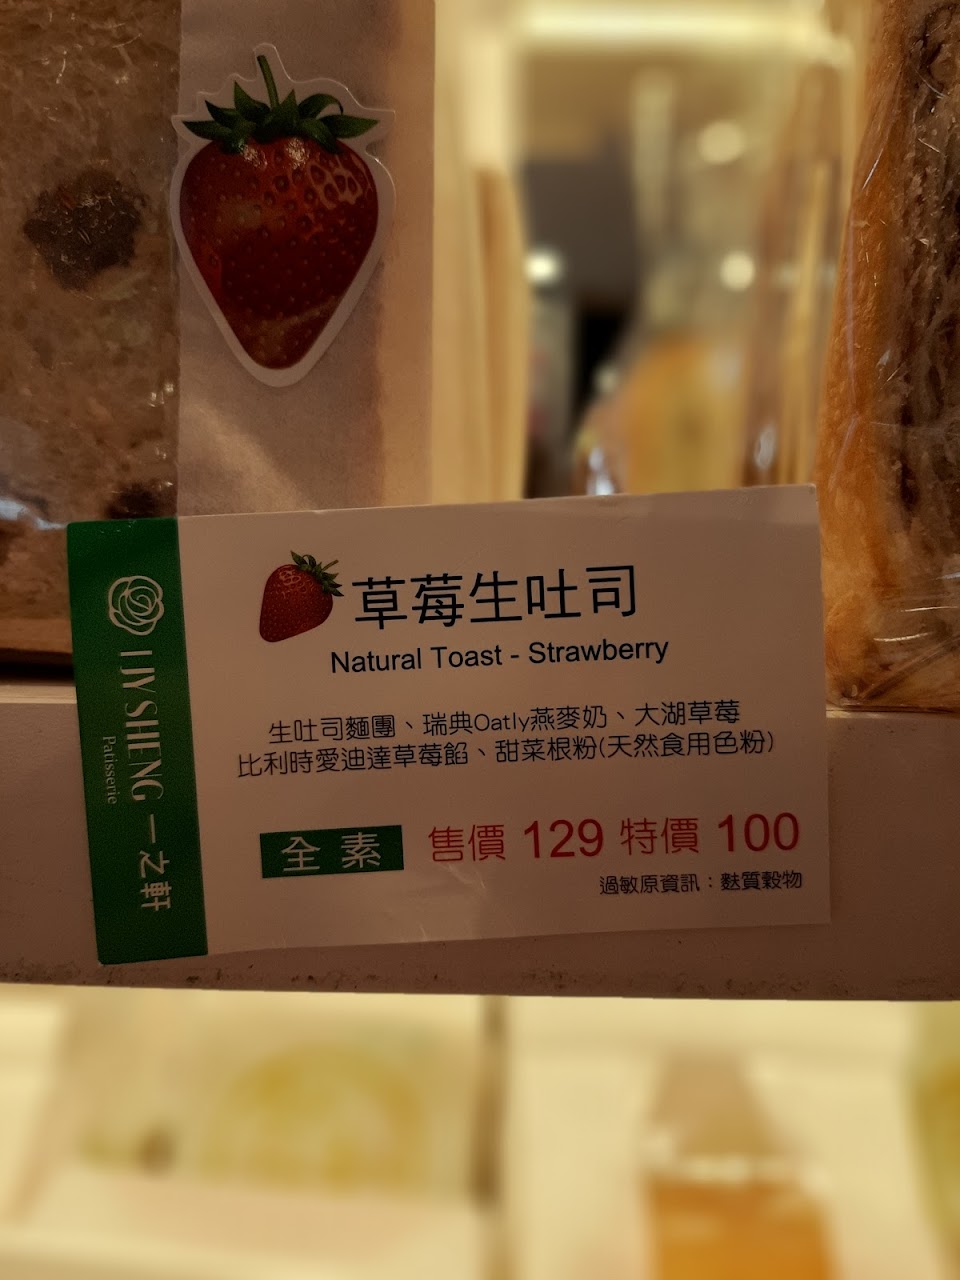 草莓生吐司
Natural Toast - Strawberry
生吐司麵團、瑞典Oatly燕麥奶、大湖草莓
比利時愛迪達草莓餡、甜菜根粉(天然食用色粉)
全素 售價 129 特價 100
過敏原資訊：麩質穀物
I JY SHENG 一之軒
Patisserie